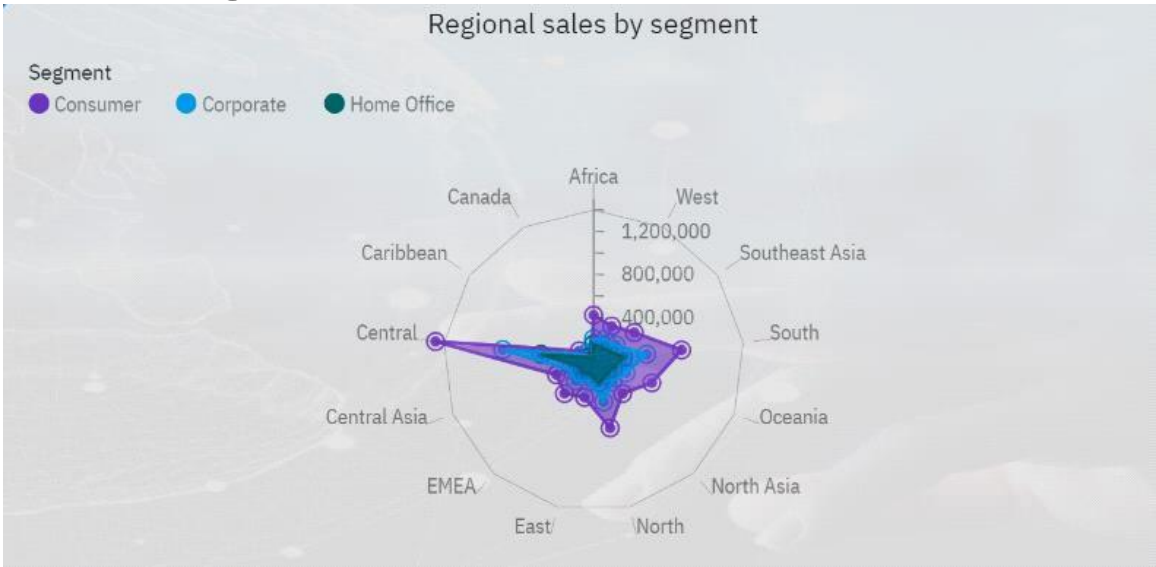 Regional sales by segment
Segment
Consumer Corporate Home Office
Africa
Canada West
1,200,000
Caribbean Southeast Asia
800,000
400,000
Central South
Central Asia Oceania
EMEA North Asia
East North